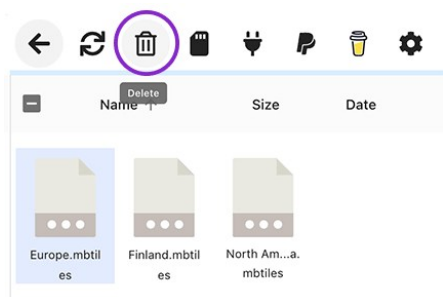 Delete
Name ↑
Size
Date
Europe.mbtil
es
Finland.mbtil
es
North Am...a.
mbtiles